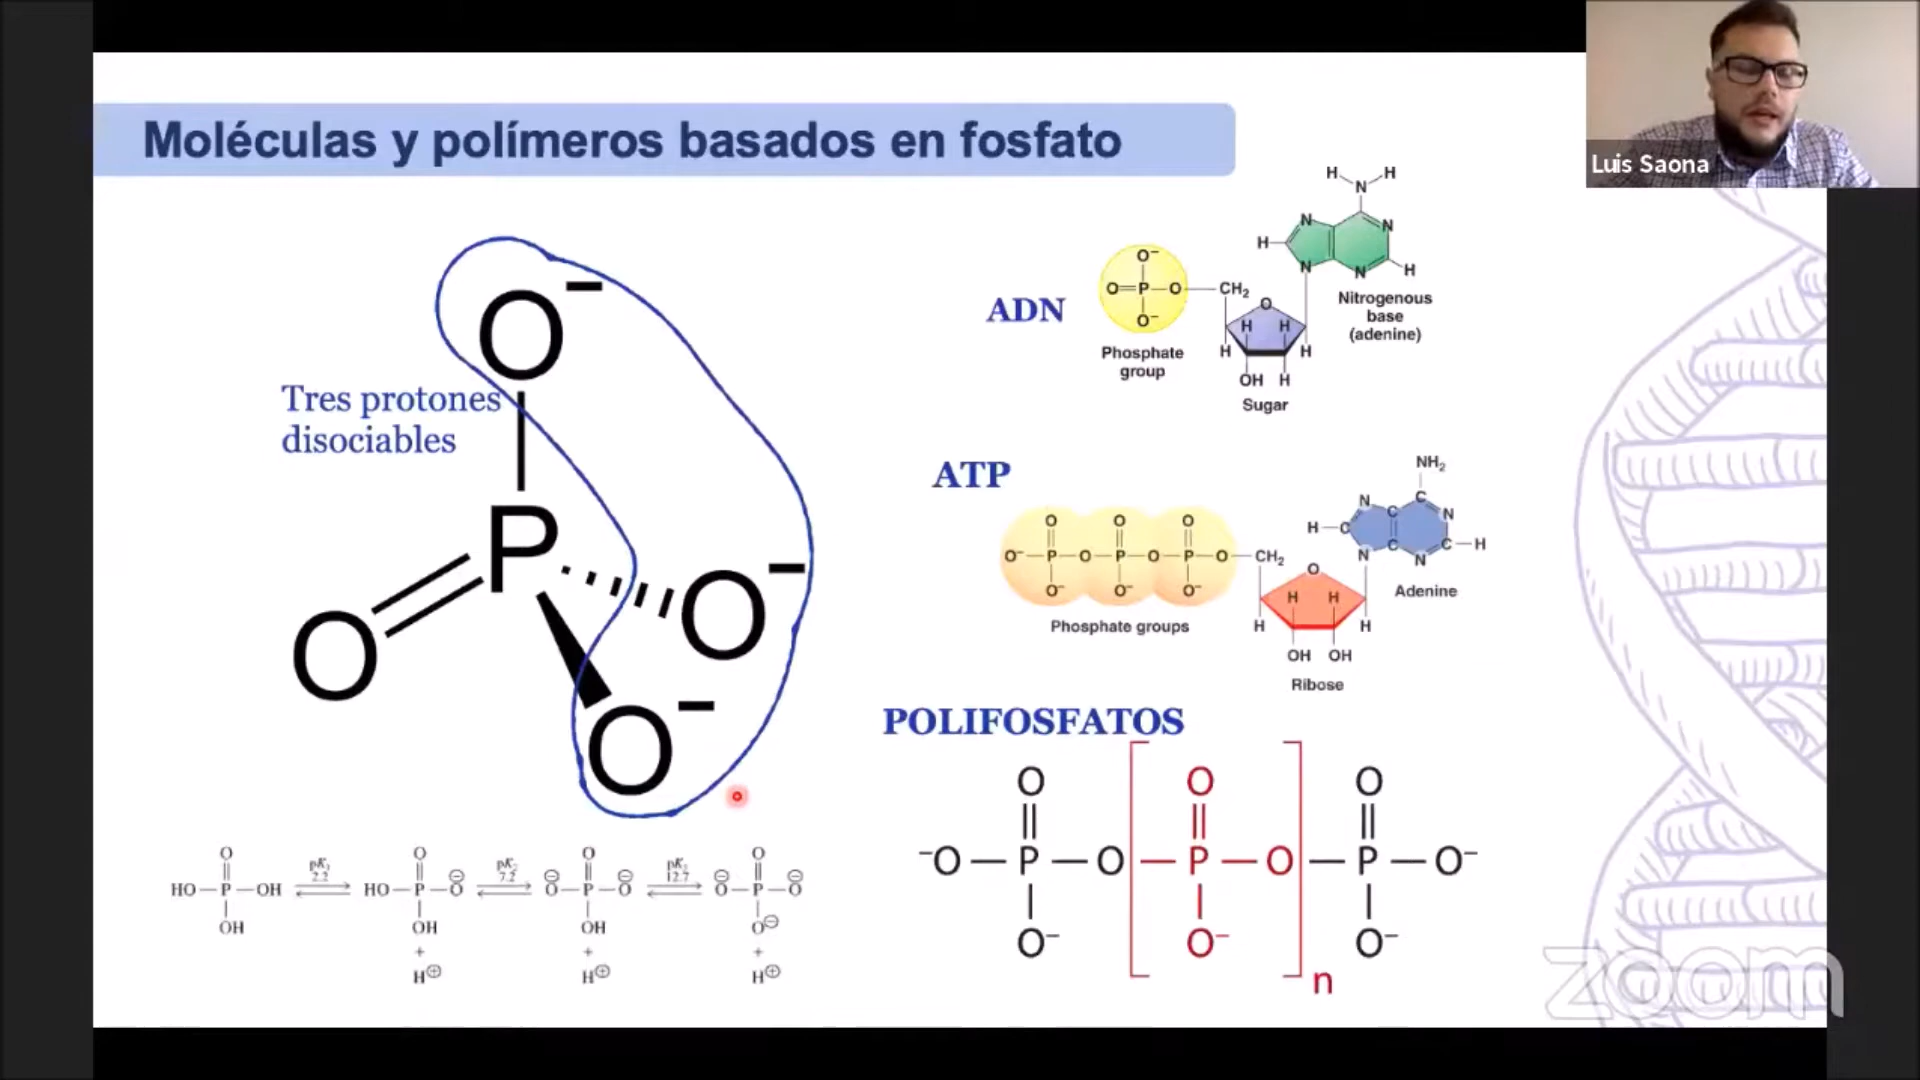 Moléculas y polímeros basados en fosfato
Luis Saona
Tres protones
disociables
O−
P
O
O−
O−
ADN
O−
O=P—O—CH₂
O−
Phosphate
group
H H
N
N N
H
N N H
Nitrogenous
base
(adenine)
O
H H
H H
OH H
Sugar
ATP
O O O
O−—P—O—P—O—P—O—CH₂
O− O− O−
Phosphate groups
NH₂
N C C N
H—C
N C N C—H
Adenine
O
H H
H H
OH OH
Ribose
POLIFOSFATOS
O O O
−O—P—O—P—O—P—O−
O− O− O−
n
O O O O
pK₁ pK₂ pK₃
2.2 7.2 12.7
HO—P—OH HO—P—O⊖ ⊖O—P—O⊖ ⊖O—P—O⊖
OH OH OH O⊖
+ + +
H⊕ H⊕ H⊕
zoom